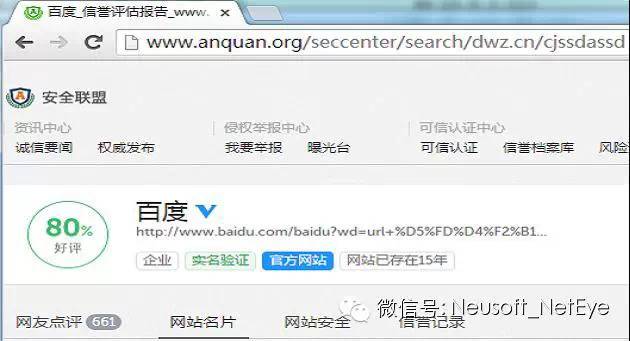 百度_信誉评估报告_www.
www.anquan.org/seccenter/search/dwz.cn/cjssdassd
安全联盟
资讯中心 侵权举报中心 可信认证中心
诚信要闻 权威发布 我要举报 曝光台 可信认证 信誉档案库 风险
百度
80%
好评
http://www.baidu.com/baidu?wd=url+%D5%FD%D4%F2%B1...
企业 实名验证 官方网站 网站已存在15年
微信号: Neusoft_NetEye
网友点评 661 网站名片 网站安全 信誉记录